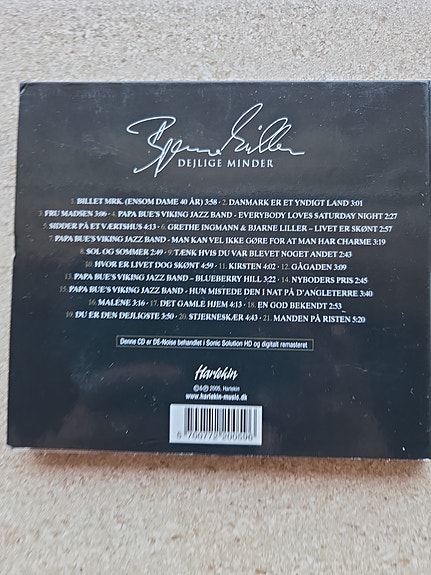 Bjarne Liller
DEJLIGE MINDER
1. BILLET MRK. (ENSOM DAME 40 ÅR) 3:58 · 2. DANMARK ER ET YNDIGT LAND 3:01
3. FRU MADSEN 3:06 · 4. PAPA BUE'S VIKING JAZZ BAND - EVERYBODY LOVES SATURDAY NIGHT 2:27
5. SIDDER PÅ ET VÆRTSHUS 4:13 · 6. GRETHE INGMANN & BJARNE LILLER – LIVET ER SKØNT 2:57
7. PAPA BUE'S VIKING JAZZ BAND - MAN KAN VEL IKKE GØRE FOR AT MAN HAR CHARME 3:19
8. SOL OG SOMMER 2:49 · 9. TÆNK HVIS DU VAR BLEVET NOGET ANDET 2:43
10. HVOR ER LIVET DOG SKØNT 4:59 · 11. KIRSTEN 4:02 · 12. GÅGADEN 3:09
13. PAPA BUE'S VIKING JAZZ BAND - BLUEBERRY HILL 3:22 · 14. NYBODERS PRIS 2:45
15. PAPA BUE'S VIKING JAZZ BAND - HUN MISTEDE DEN I NAT PÅ D'ANGLETERRE 3:40
16. MALENE 3:16 · 17. DET GAMLE HJEM 4:13 · 18. EN GOD BEKENDT 2:53
19. DU ER DEN DEJLIGSTE 3:50 · 20. STJERNESKÆR 4:43 · 21. MANDEN PÅ RISTEN 5:20
Denne CD er DE-Noise behandlet i Sonic Solution HD og digitalt remasteret
Harlekin
©&℗ 2005, Harlekin
www.harlekin-music.dk
5 700772 200696